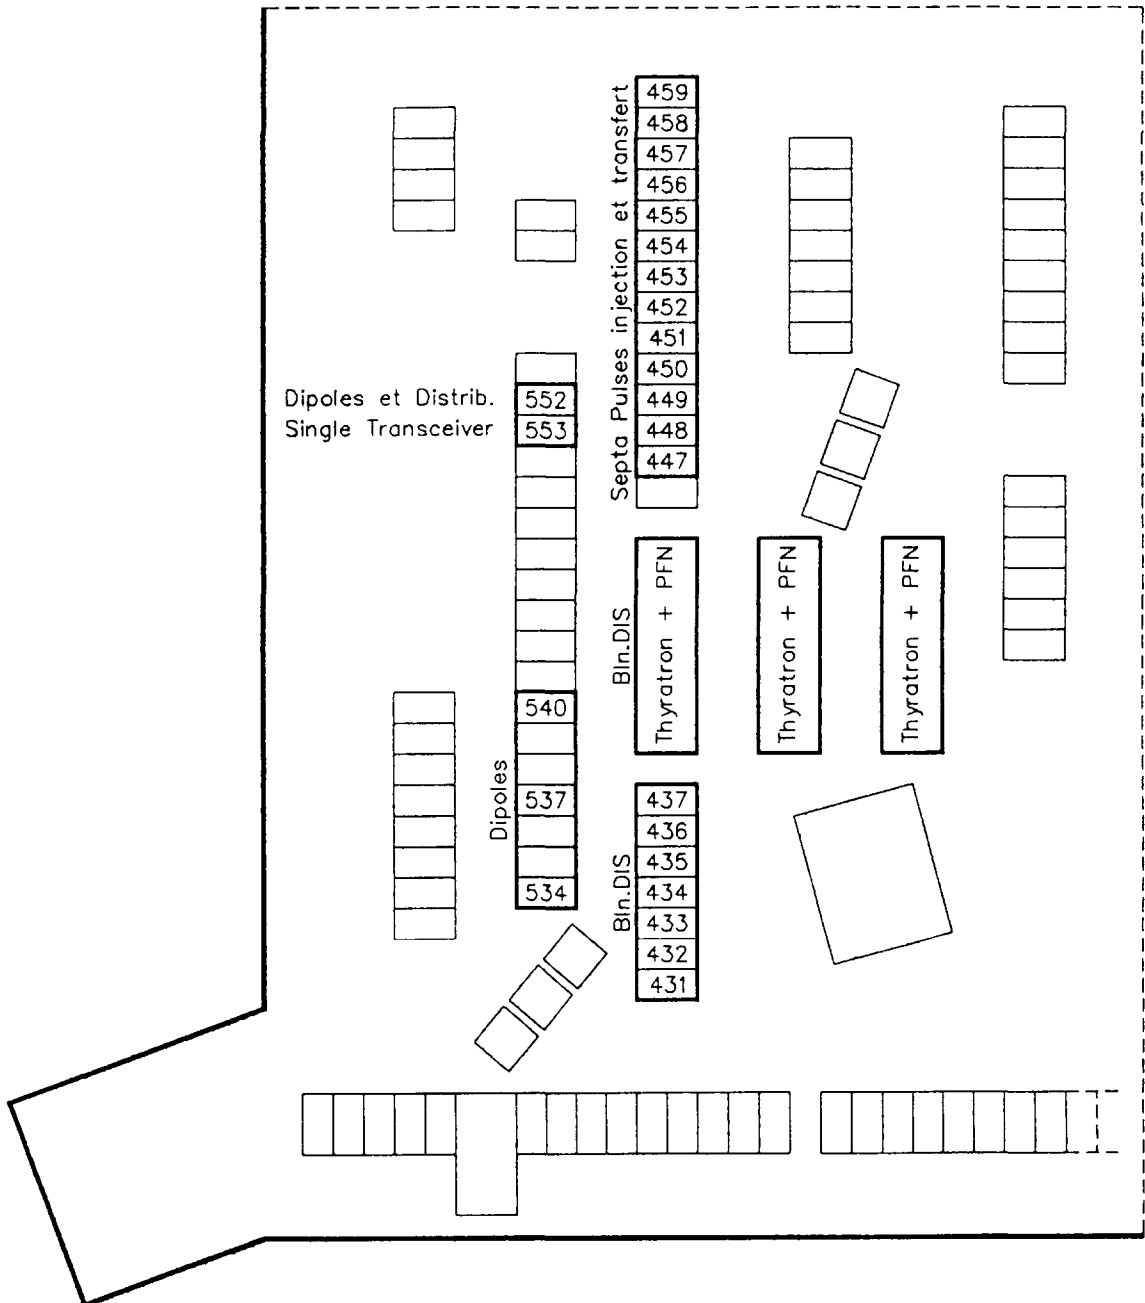 Septa Pulses injection et transfert
459
458
457
456
455
454
453
452
451
450
449
448
447
Dipoles et Distrib.
Single Transceiver
552
553
Bln.DIS
Thyratron + PFN
Thyratron + PFN
Thyratron + PFN
Dipoles
540
537
534
Bln.DIS
437
436
435
434
433
432
431